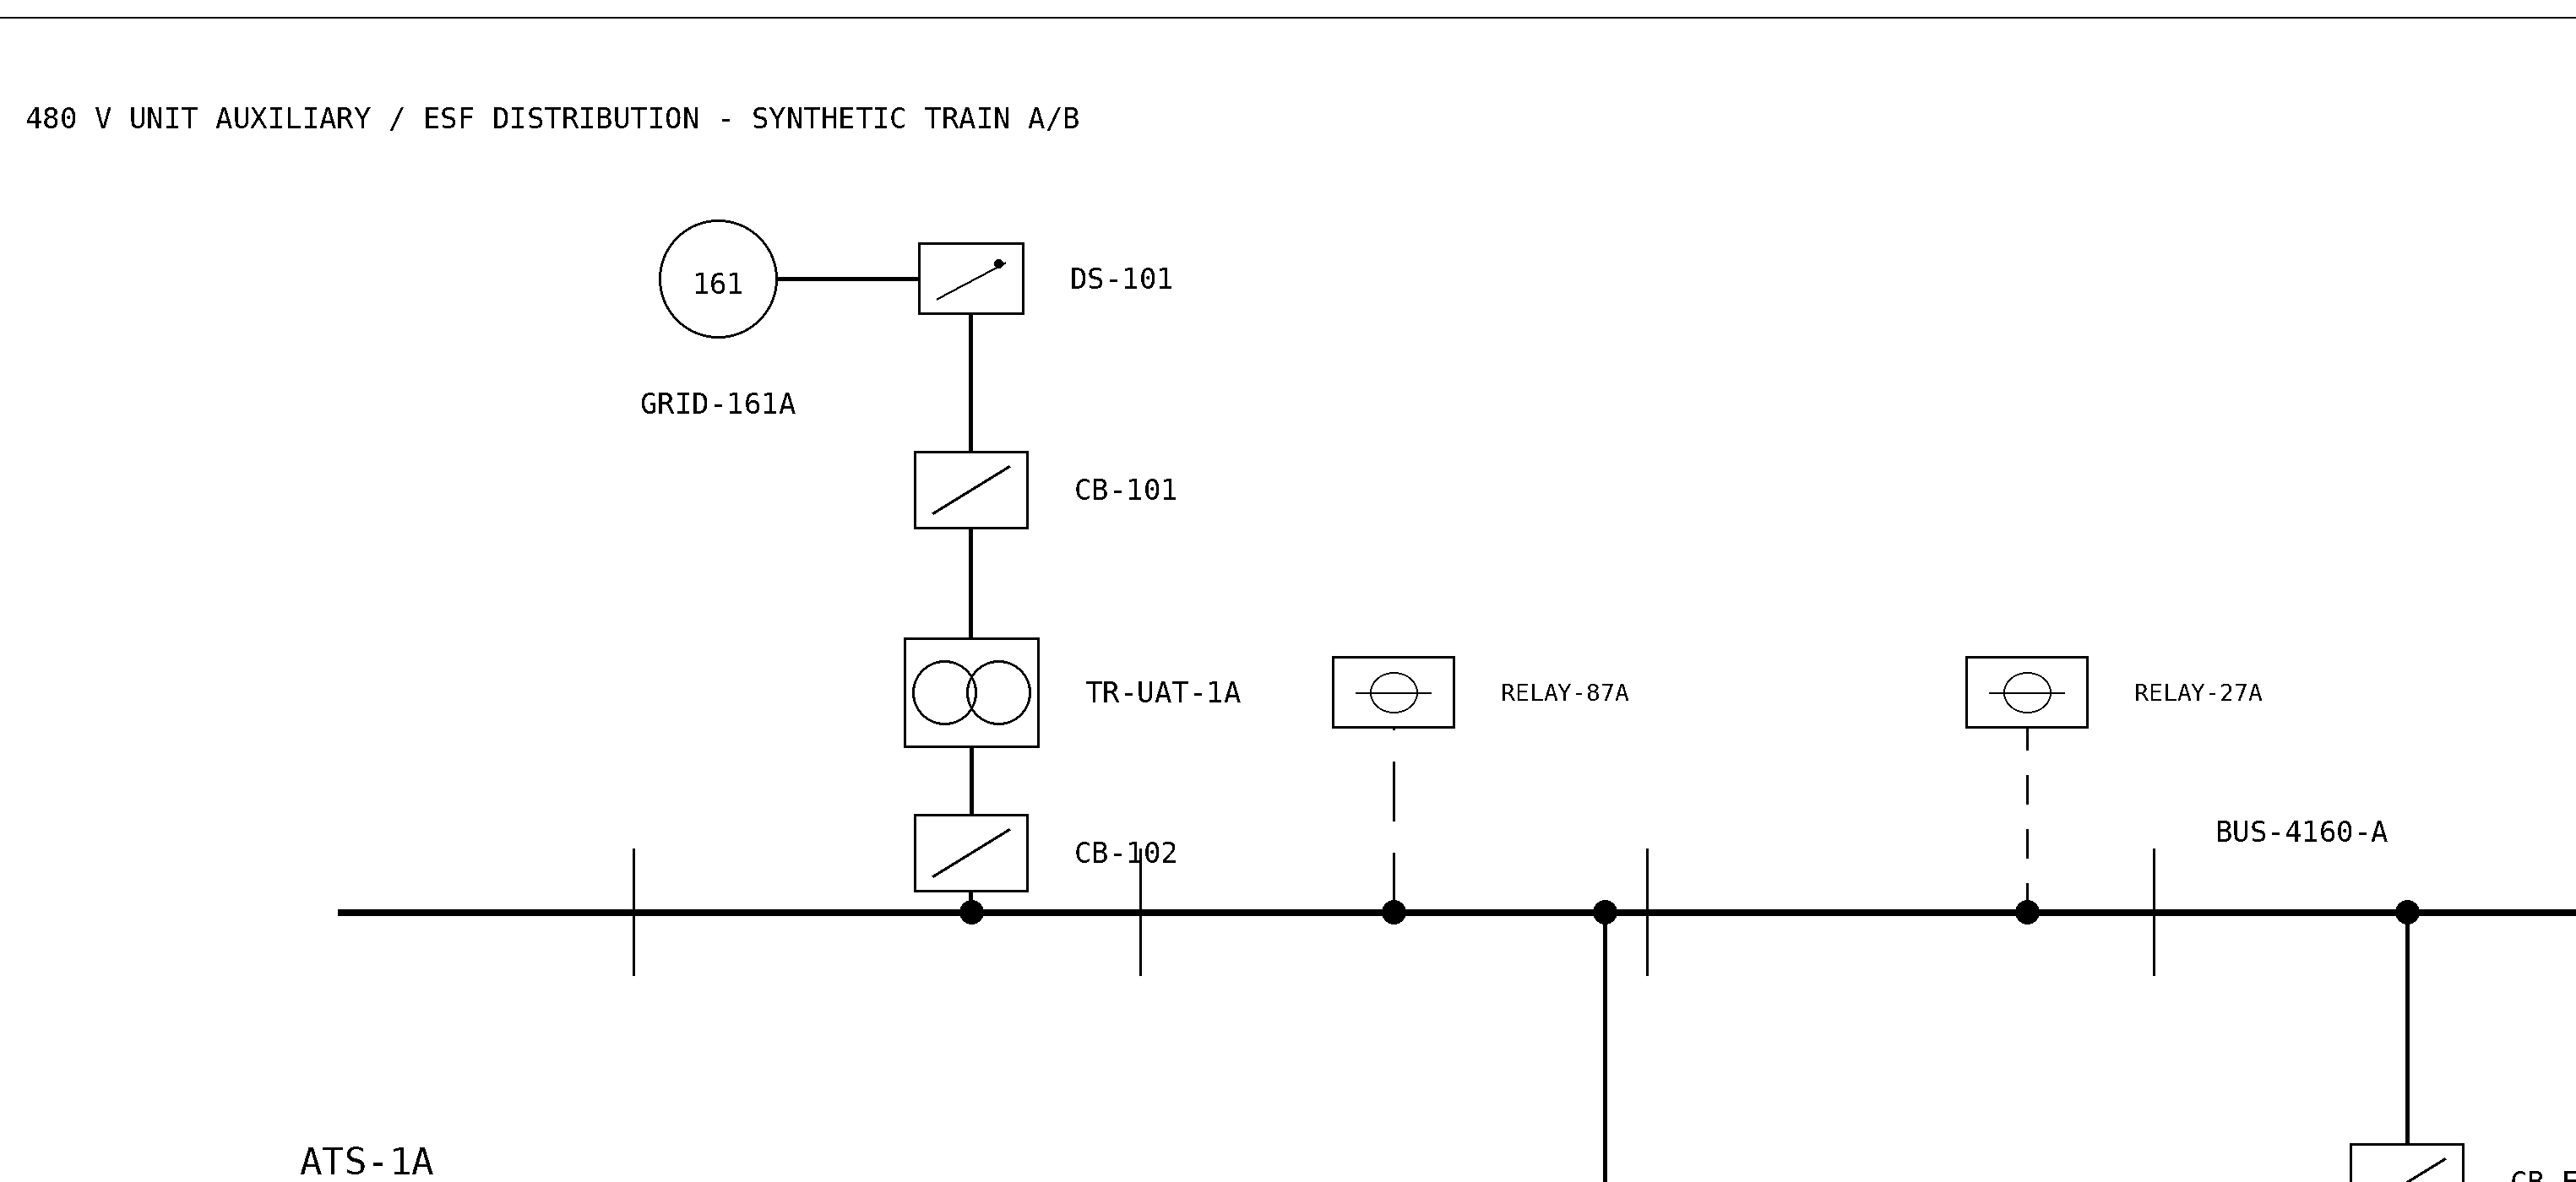 480 V UNIT AUXILIARY / ESF DISTRIBUTION - SYNTHETIC TRAIN A/B
161
DS-101
GRID-161A
CB-101
TR-UAT-1A
RELAY-87A
RELAY-27A
BUS-4160-A
CB-102
ATS-1A